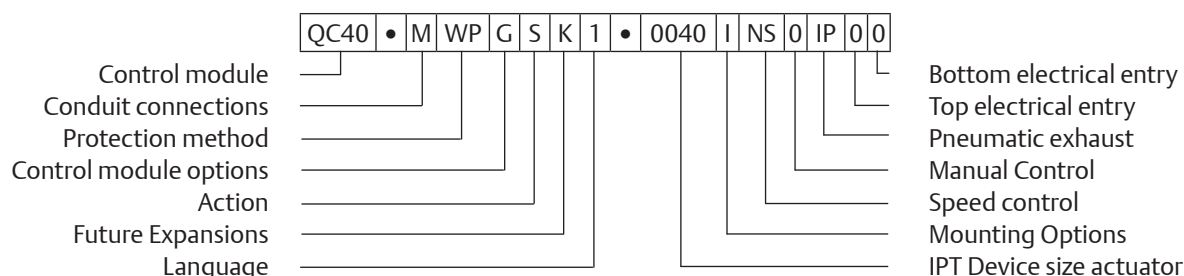 QC40 • M WP G S K 1 • 0040 I NS 0 IP 0 0
Control module
Conduit connections
Protection method
Control module options
Action
Future Expansions
Language
Bottom electrical entry
Top electrical entry
Pneumatic exhaust
Manual Control
Speed control
Mounting Options
IPT Device size actuator